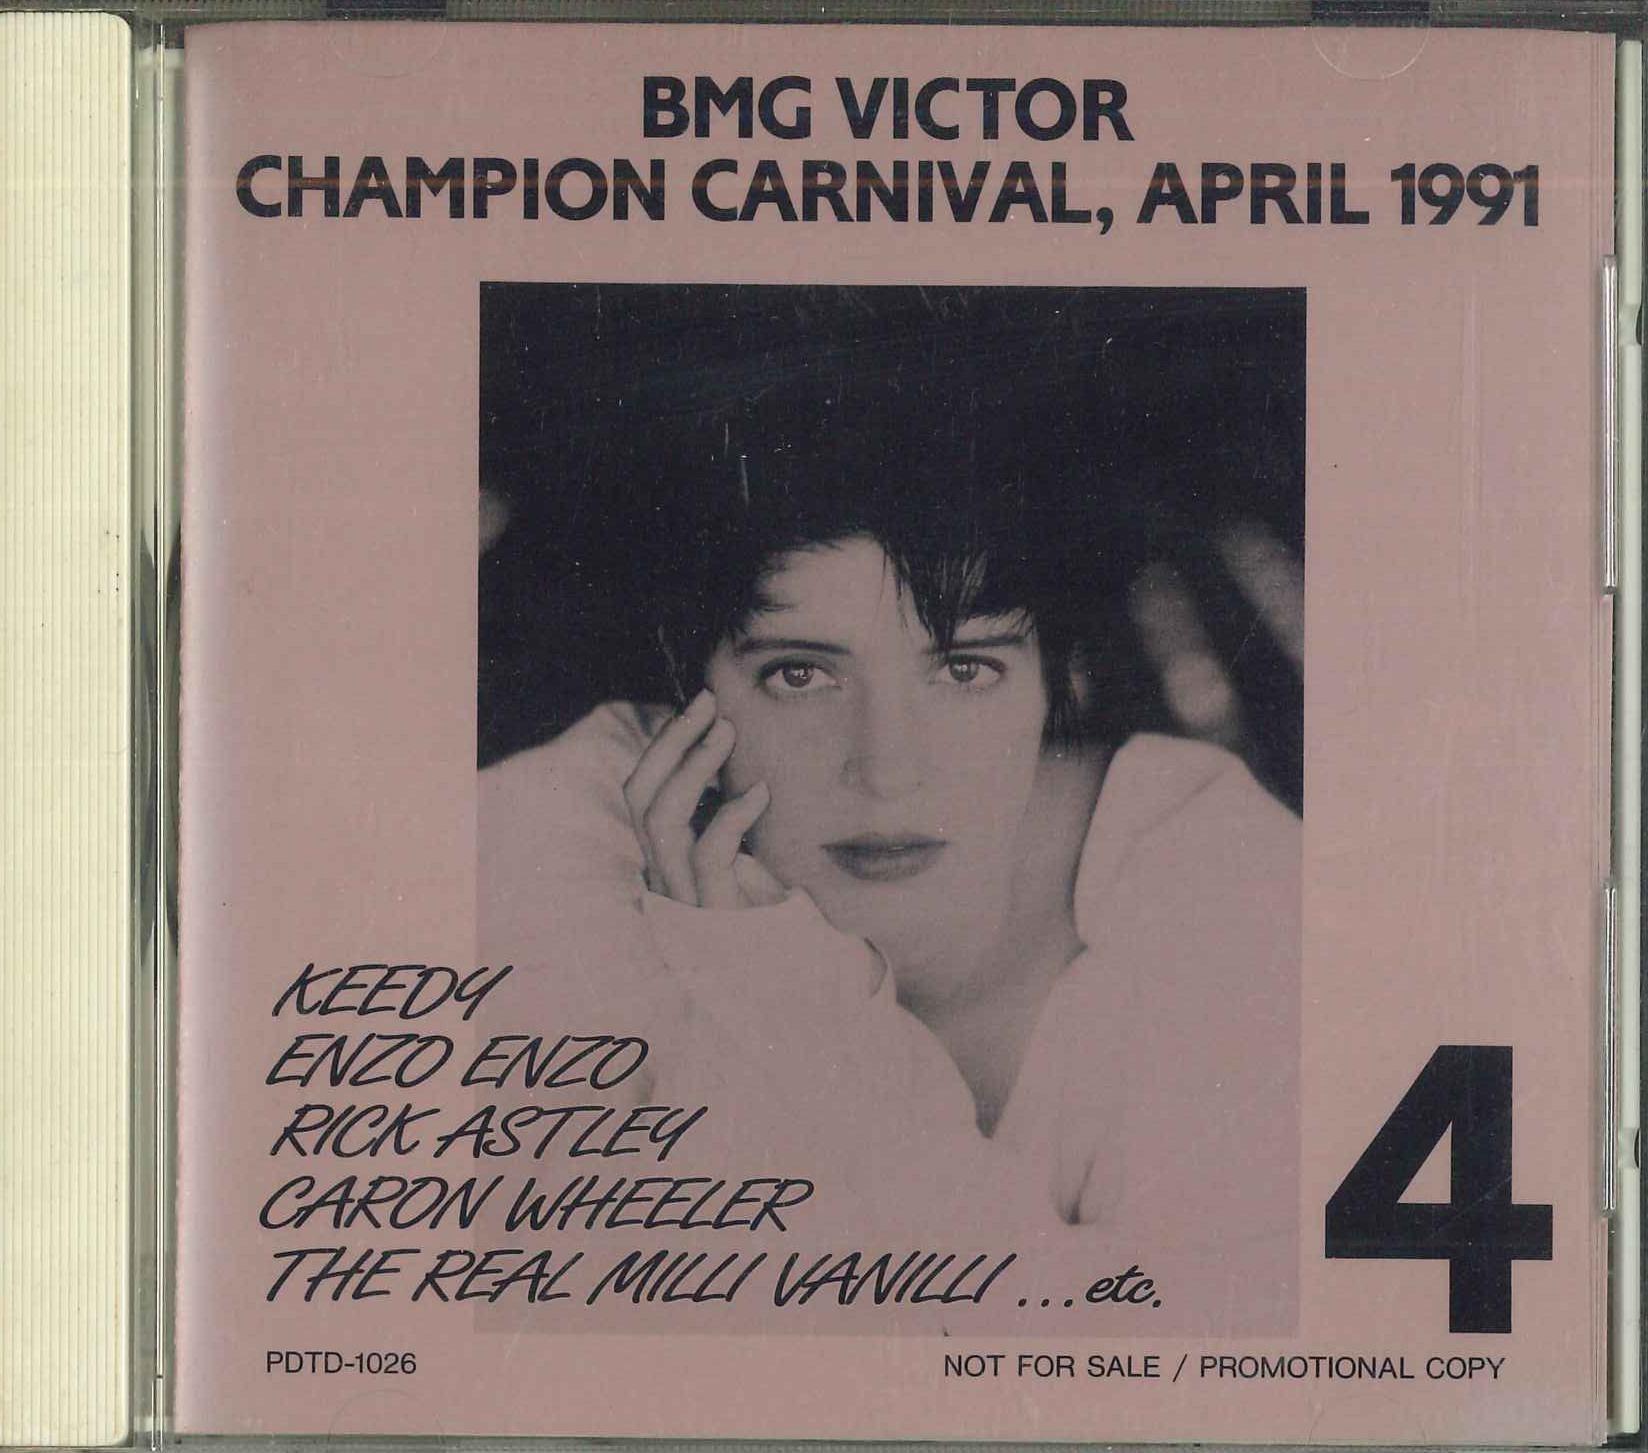 BMG VICTOR
CHAMPION CARNIVAL, APRIL 1991
KEEDY
ENZO ENZO
RICK ASTLEY
CARON WHEELER
THE REAL MILLI VANILLI ...etc.
4
PDTD-1026
NOT FOR SALE / PROMOTIONAL COPY